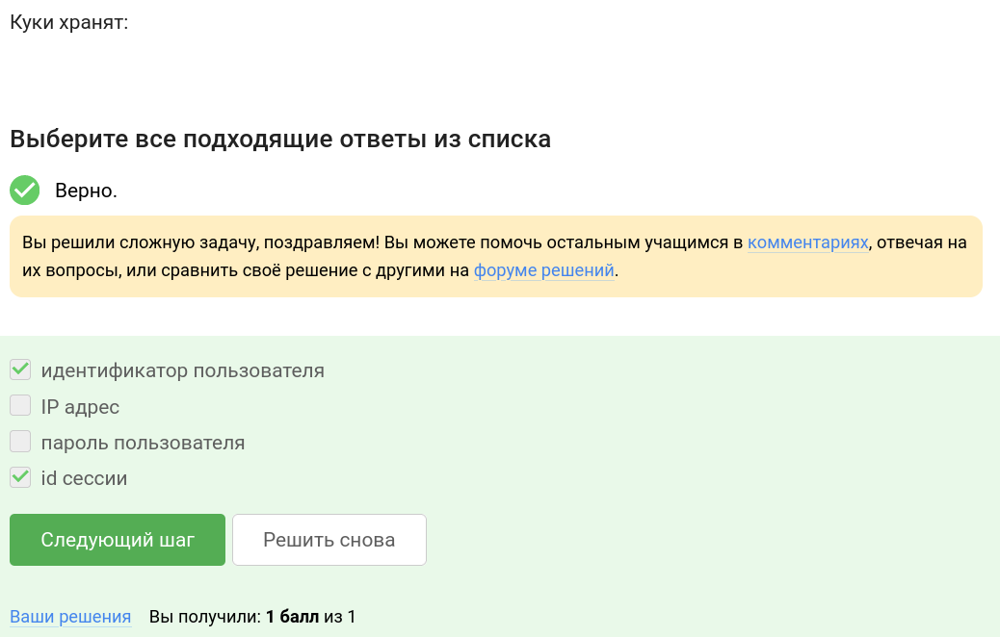 Куки хранят:
Выберите все подходящие ответы из списка
Верно.
Вы решили сложную задачу, поздравляем! Вы можете помочь остальным учащимся в комментариях, отвечая на
их вопросы, или сравнить своё решение с другими на форуме решений.
идентификатор пользователя
IP адрес
пароль пользователя
id сессии
Следующий шаг Решить снова
Ваши решения Вы получили: 1 балл из 1